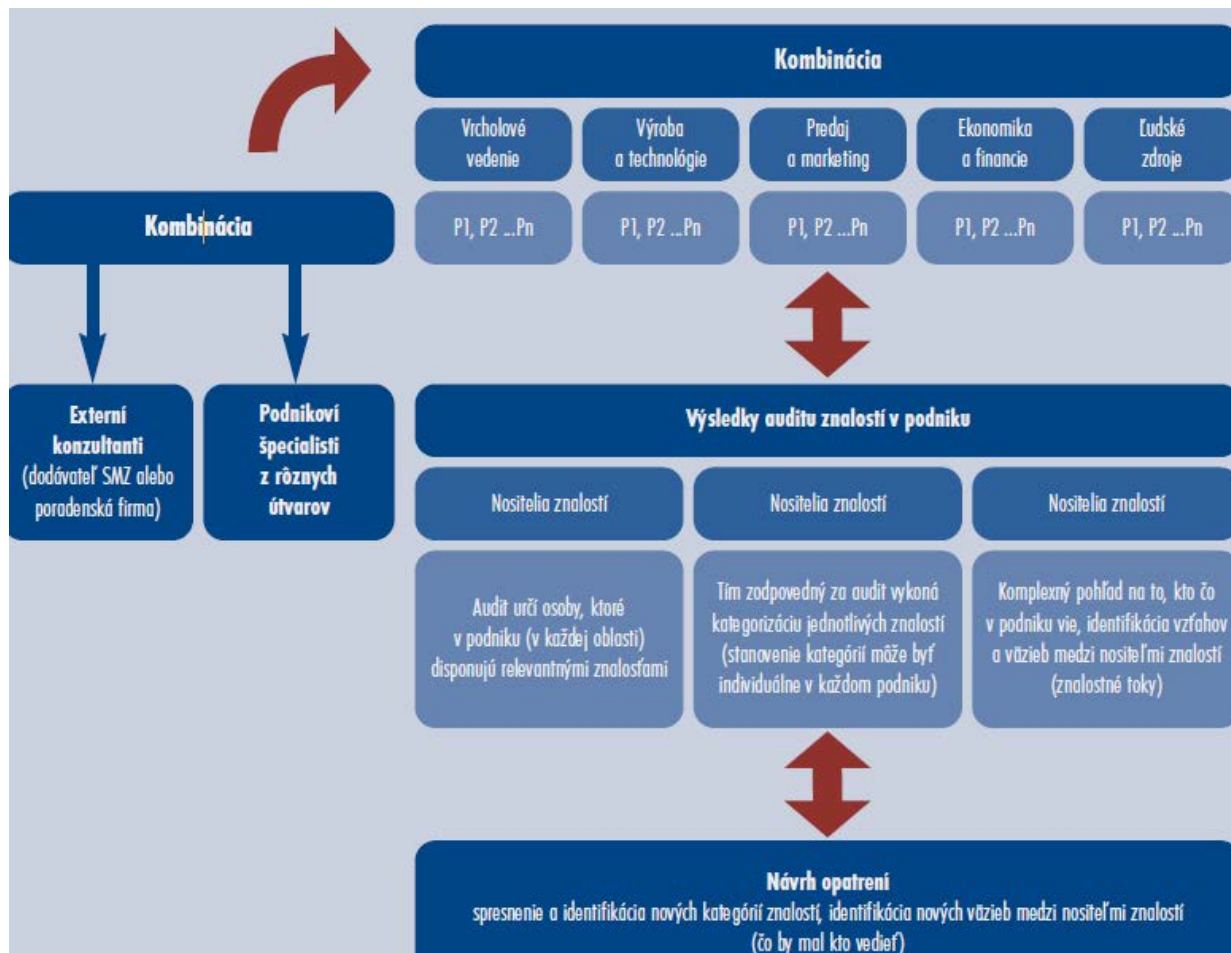 Kombinácia
Vrcholové
vedenie
Výroba
a technológie
Predaj
a marketing
Ekonomika
a financie
Ľudské
zdroje
P1, P2 ...Pn
P1, P2 ...Pn
P1, P2 ...Pn
P1, P2 ...Pn
P1, P2 ...Pn
Kombinácia
Externí
konzultanti
(dodávateľ SMZ alebo
poradenská firma)
Podnikoví
špecialisti
z rôznych
útvarov
Výsledky auditu znalostí v podniku
Nositelia znalostí
Nositelia znalostí
Nositelia znalostí
Audit určí osoby, ktoré
v podniku (v každej oblasti)
disponujú relevantnými znalosťami
Tím zodpovedný za audit vykoná
kategorizáciu jednotlivých znalostí
(stanovenie kategórií môže byť
individuálne v každom podniku)
Komplexný pohľad na to, kto čo
v podniku vie, identifikácia vzťahov
a väzieb medzi nositeľmi znalostí
(znalostné toky)
Návrh opatrení
spresnenie a identifikácia nových kategórií znalostí, identifikácia nových väzieb medzi nositeľmi znalostí
(čo by mal kto vedieť)